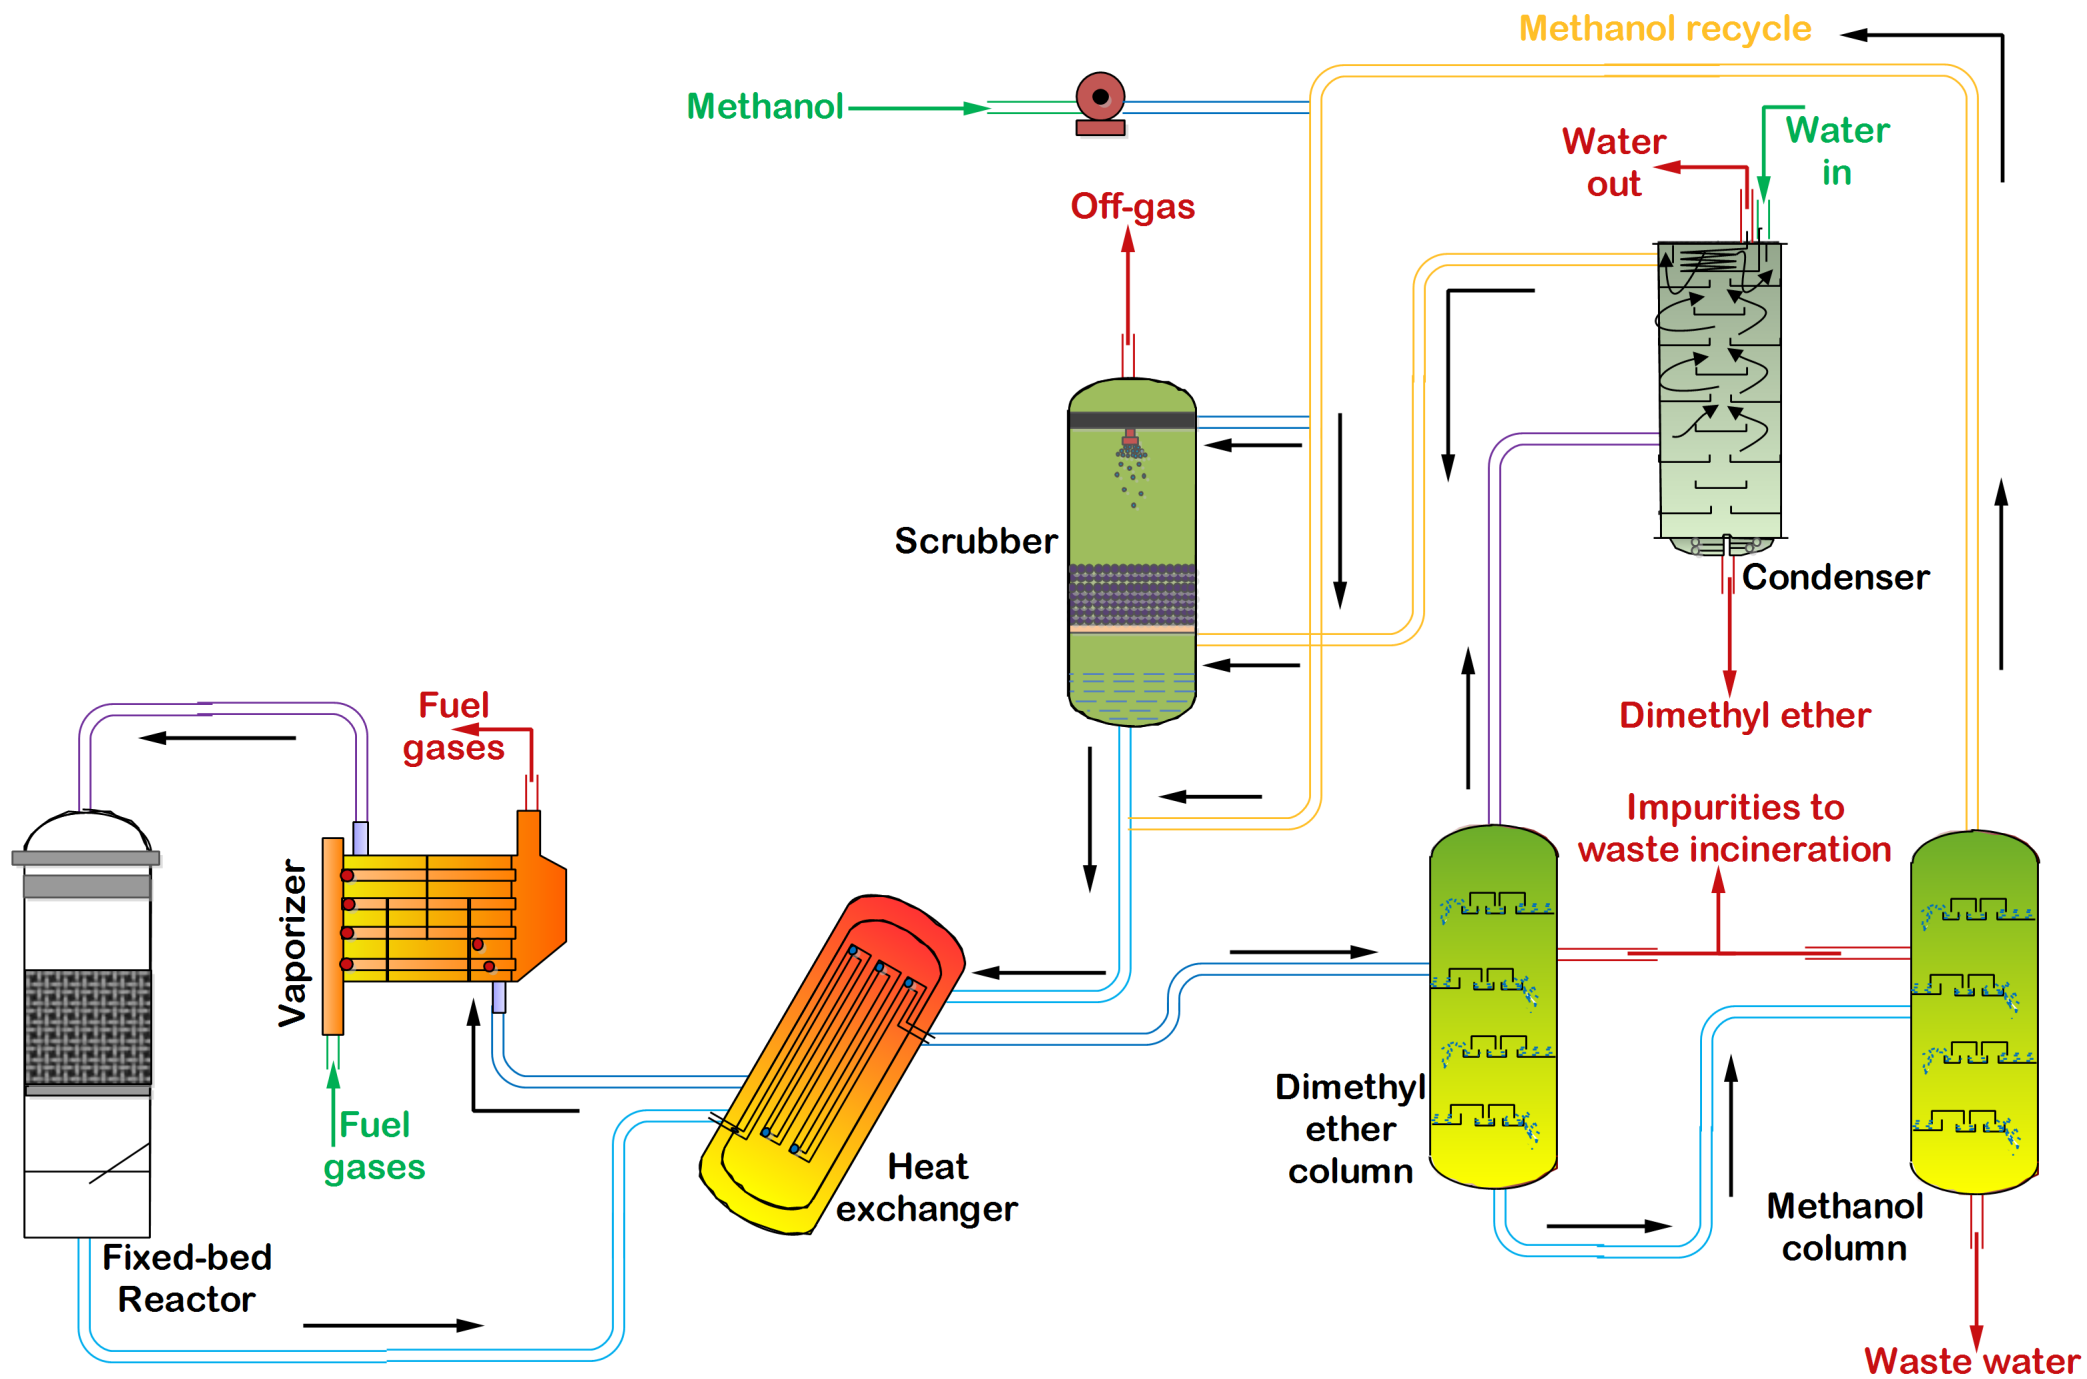 Methanol recycle
Methanol
Water
in
Water
out
Off-gas
Scrubber
Condenser
Dimethyl ether
Fuel
gases
Impurities to
waste incineration
Vaporizer
Fuel
gases
Heat
exchanger
Dimethyl
ether
column
Methanol
column
Fixed-bed
Reactor
Waste water